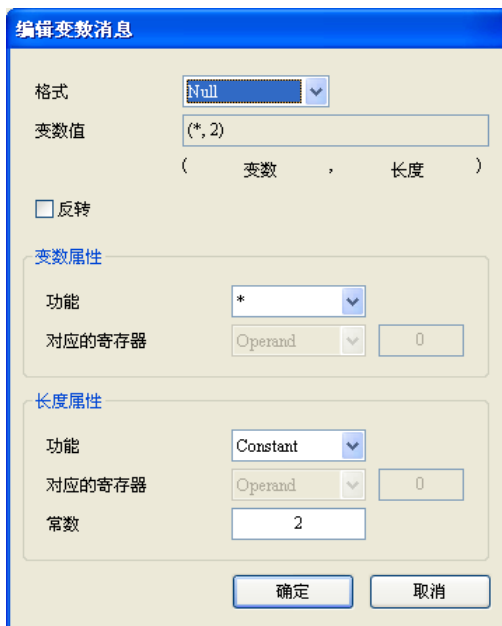 编辑变数消息
格式 Null
变数值 (*, 2)
( 变数 , 长度 )
反转
变数属性
功能 *
对应的寄存器 Operand 0
长度属性
功能 Constant
对应的寄存器 Operand 0
常数 2
确定 取消